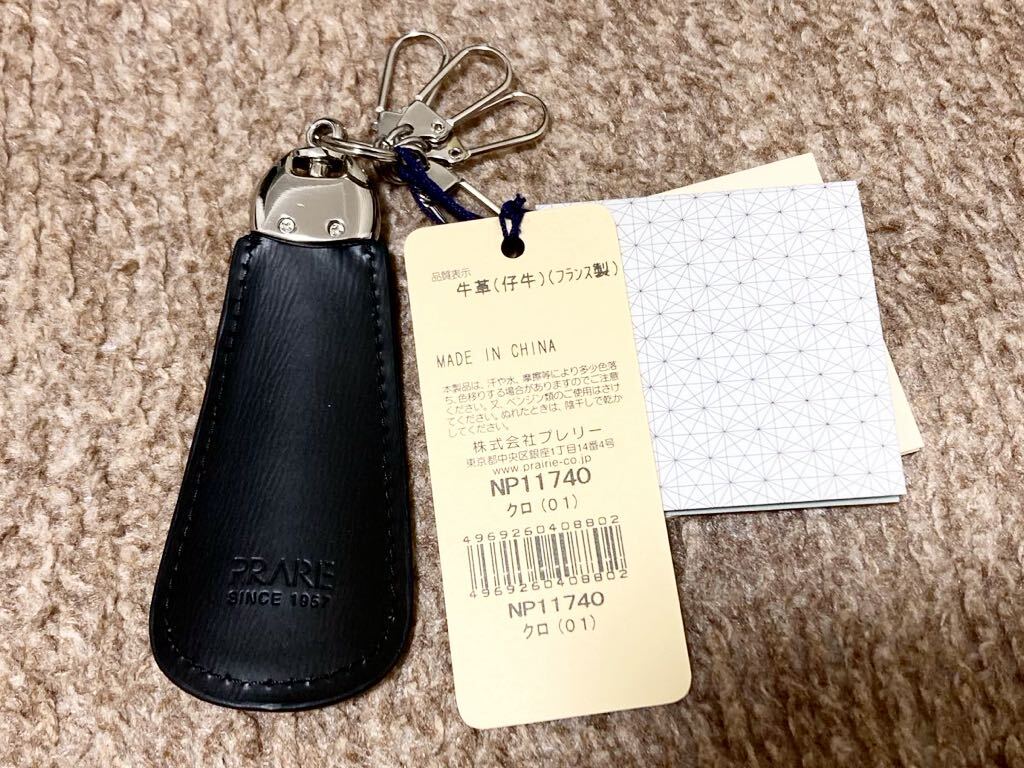 PRAIRIE
SINCE 1957
品質表示
牛革(仔牛)(フランス製)
MADE IN CHINA
本製品は、汗や水、摩擦等により多少色落
ち、色移りする場合がありますのでご注意
ください。又、ベンジン類のご使用はさけ
てください。ぬれたときは、陰干しで乾か
してください。
株式会社プレリー
東京都中央区銀座1丁目14番4号
www.prairie-co.jp
NP11740
クロ(01)
4969260408802
4969260408802
NP11740
クロ(01)